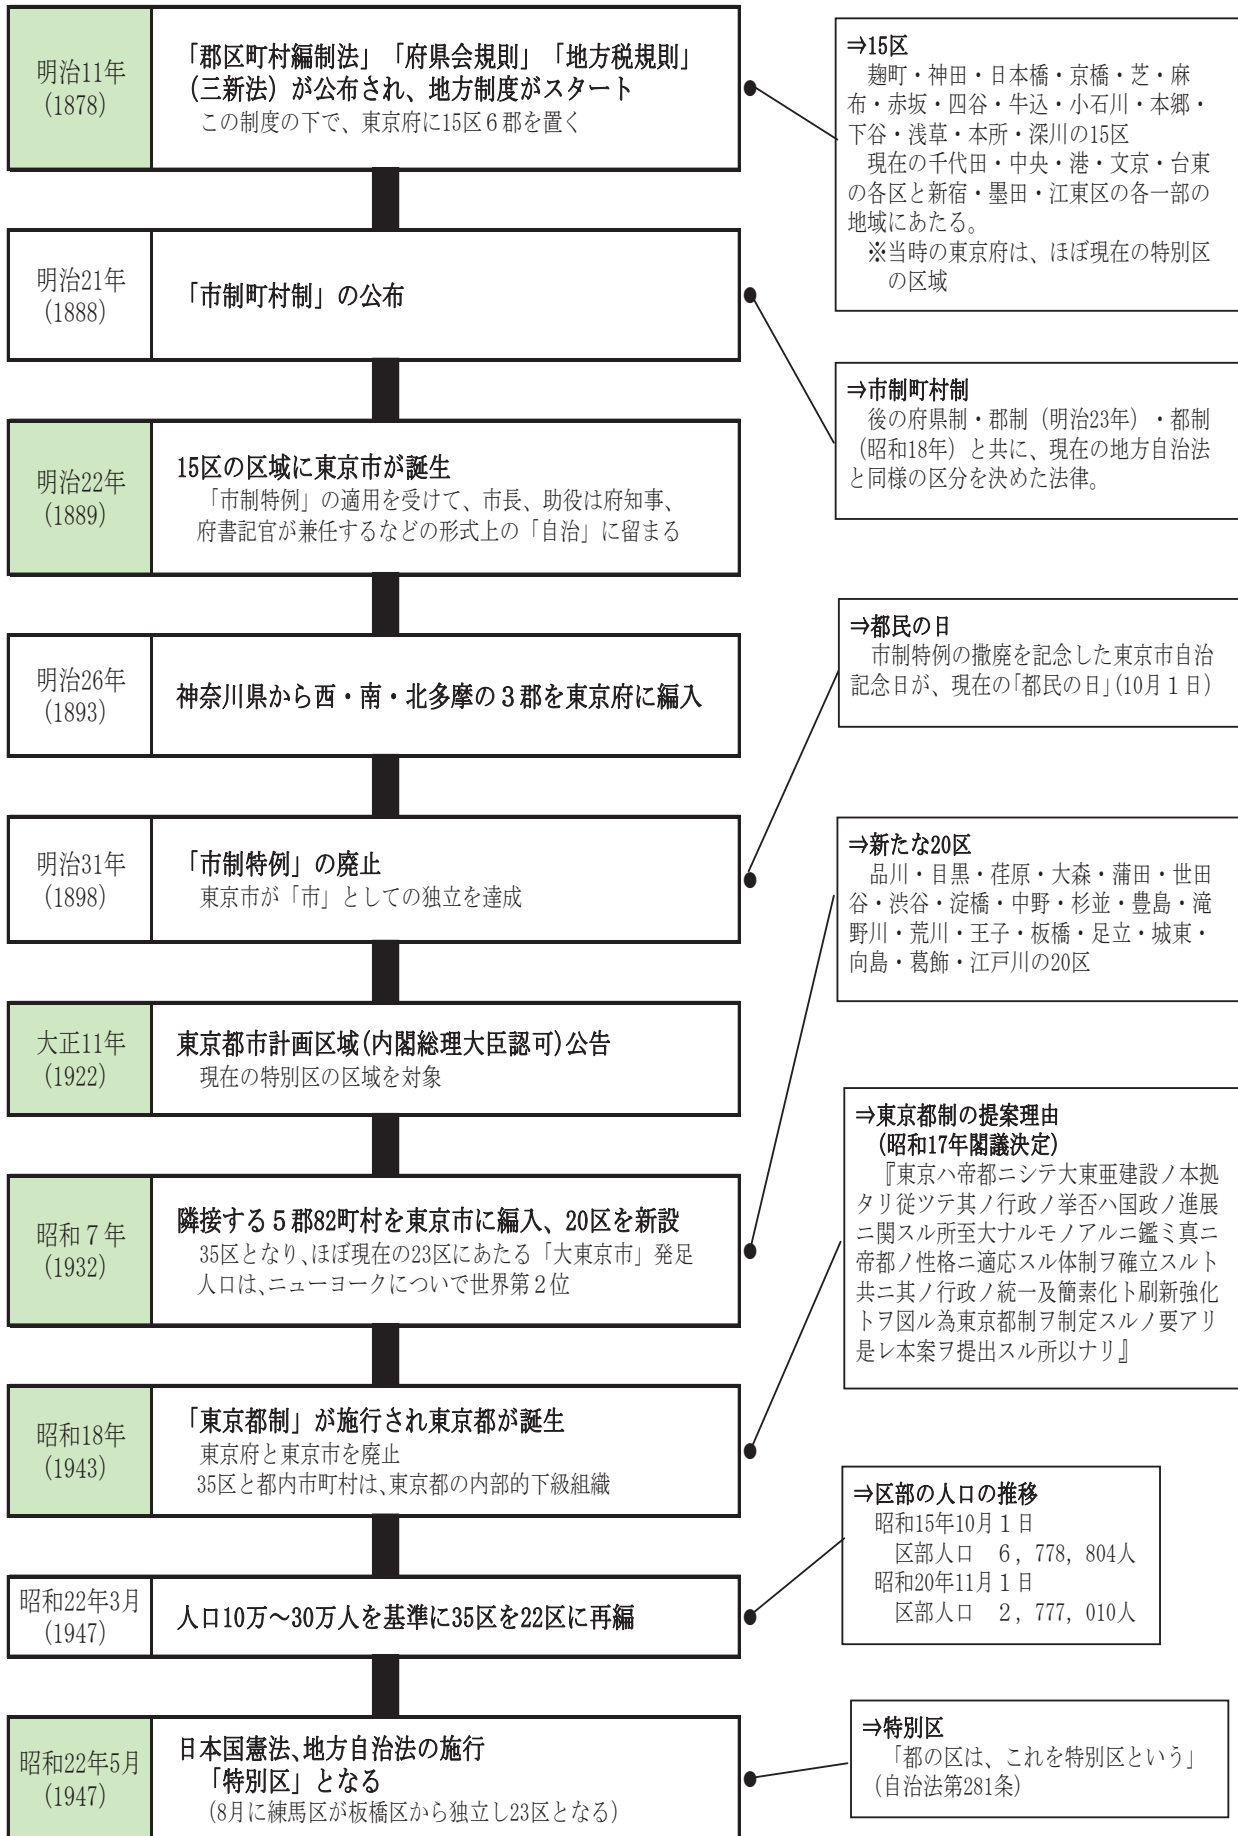 明治11年
(1878)
「郡区町村編制法」「府県会規則」「地方税規則」
(三新法）が公布され、地方制度がスタート
この制度の下で、東京府に15区６郡を置く
⇒15区
麹町・神田・日本橋・京橋・芝・麻
布・赤坂・四谷・牛込・小石川・本郷・
下谷・浅草・本所・深川の15区
現在の千代田・中央・港・文京・台東
の各区と新宿・墨田・江東区の各一部の
地域にあたる。
※当時の東京府は、ほぼ現在の特別区
の区域
明治21年
(1888)
「市制町村制」の公布
⇒市制町村制
後の府県制・郡制（明治23年）・都制
（昭和18年）と共に、現在の地方自治法
と同様の区分を決めた法律。
明治22年
(1889)
15区の区域に東京市が誕生
「市制特例」の適用を受けて、市長、助役は府知事、
府書記官が兼任するなどの形式上の「自治」に留まる
明治26年
(1893)
神奈川県から西・南・北多摩の３郡を東京府に編入
⇒都民の日
市制特例の撤廃を記念した東京市自治
記念日が、現在の「都民の日」(10月１日)
明治31年
(1898)
「市制特例」の廃止
東京市が「市」としての独立を達成
⇒新たな20区
品川・目黒・荏原・大森・蒲田・世田
谷・渋谷・淀橋・中野・杉並・豊島・滝
野川・荒川・王子・板橋・足立・城東・
向島・葛飾・江戸川の20区
大正11年
(1922)
東京都市計画区域(内閣総理大臣認可)公告
現在の特別区の区域を対象
昭和７年
(1932)
隣接する５郡82町村を東京市に編入、20区を新設
35区となり、ほぼ現在の23区にあたる「大東京市」発足
人口は、ニューヨークについで世界第２位
⇒東京都制の提案理由
(昭和17年閣議決定)
『東京ハ帝都ニシテ大東亜建設ノ本拠
タリ従ツテ其ノ行政ノ挙否ハ国政ノ進展
ニ関スル所至大ナルモノアルニ鑑ミ真ニ
帝都ノ性格ニ適応スル体制ヲ確立スルト
共ニ其ノ行政ノ統一及簡素化ト刷新強化
トヲ図ル為東京都制ヲ制定スルノ要アリ
是レ本案ヲ提出スル所以ナリ』
昭和18年
(1943)
「東京都制」が施行され東京都が誕生
東京府と東京市を廃止
35区と都内市町村は、東京都の内部的下級組織
⇒区部の人口の推移
昭和15年10月１日
区部人口　６，７７８，８０４人
昭和20年11月１日
区部人口　２，７７７，０１０人
昭和22年3月
(1947)
人口10万～30万人を基準に35区を22区に再編
昭和22年5月
(1947)
日本国憲法、地方自治法の施行
「特別区」となる
(8月に練馬区が板橋区から独立し23区となる)
⇒特別区
「都の区は、これを特別区という」
(自治法第281条)